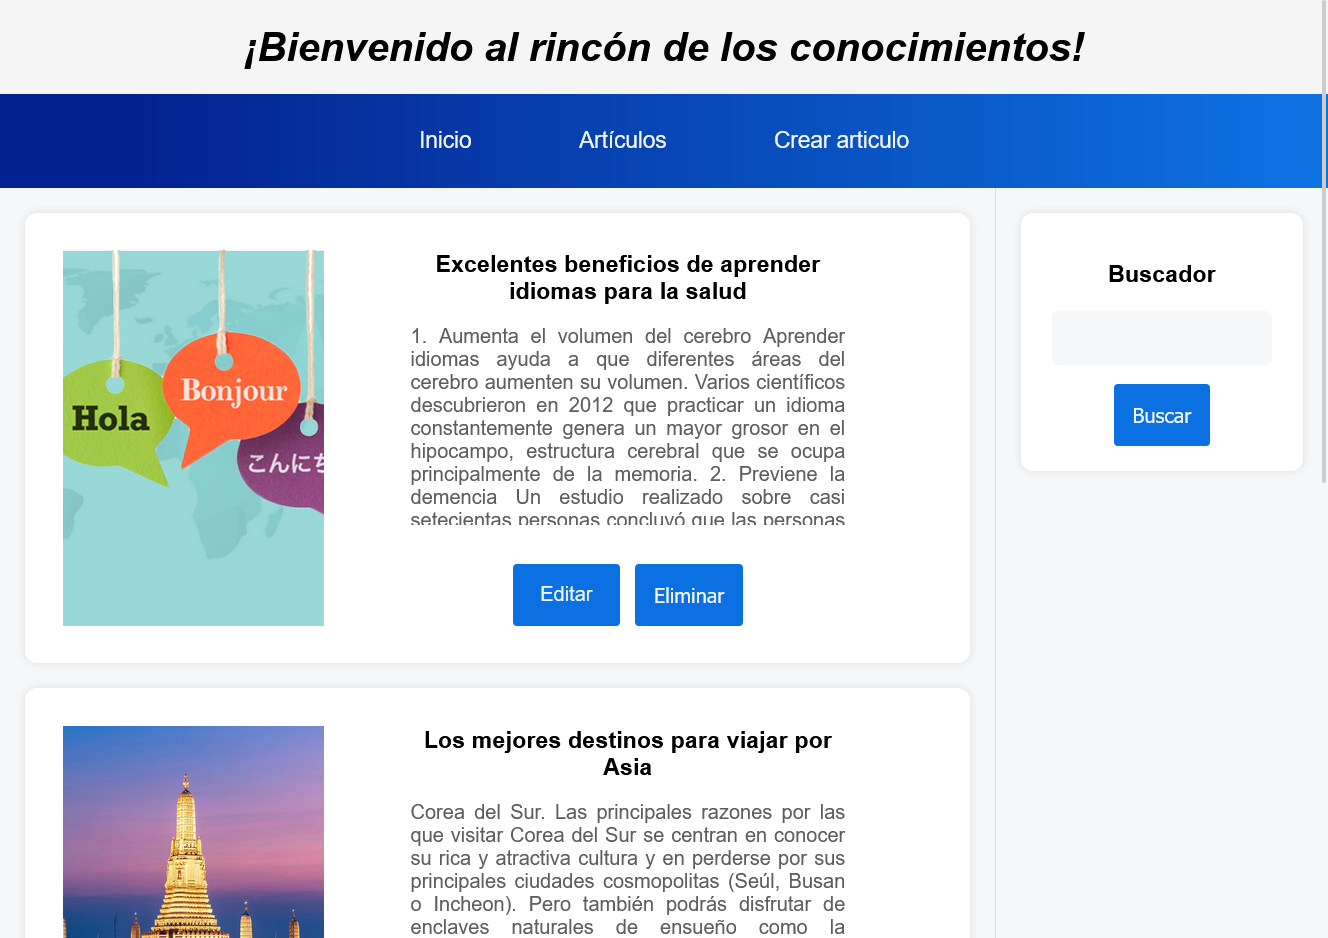 ¡Bienvenido al rincón de los conocimientos!
Inicio
Artículos
Crear articulo
Hola
Bonjour
こんにち
Excelentes beneficios de aprender
idiomas para la salud
1. Aumenta el volumen del cerebro Aprender
idiomas ayuda a que diferentes áreas del
cerebro aumenten su volumen. Varios científicos
descubrieron en 2012 que practicar un idioma
constantemente genera un mayor grosor en el
hipocampo, estructura cerebral que se ocupa
principalmente de la memoria. 2. Previene la
demencia Un estudio realizado sobre casi
setecientas personas concluyó que las personas
Editar
Eliminar
Buscador
Buscar
Los mejores destinos para viajar por
Asia
Corea del Sur. Las principales razones por las
que visitar Corea del Sur se centran en conocer
su rica y atractiva cultura y en perderse por sus
principales ciudades cosmopolitas (Seúl, Busan
o Incheon). Pero también podrás disfrutar de
enclaves naturales de ensueño como la